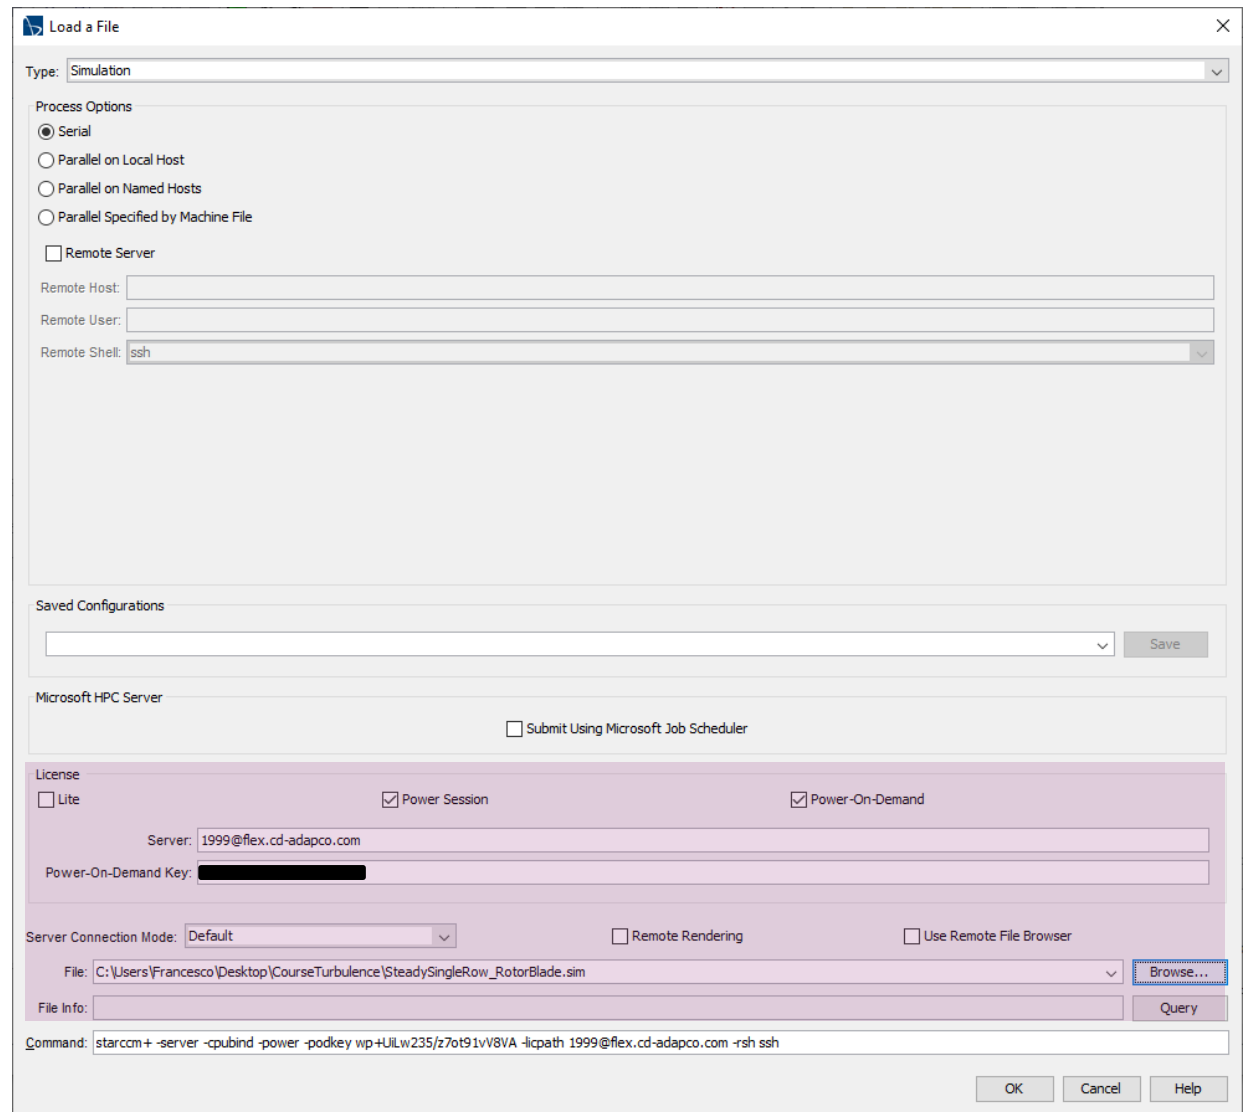 Load a File
Type: Simulation
Process Options
Serial
Parallel on Local Host
Parallel on Named Hosts
Parallel Specified by Machine File
Remote Server
Remote Host:
Remote User:
Remote Shell: ssh
Saved Configurations
Save
Microsoft HPC Server
Submit Using Microsoft Job Scheduler
License
Lite Power Session Power-On-Demand
Server: 1999@flex.cd-adapco.com
Power-On-Demand Key:
Server Connection Mode: Default Remote Rendering Use Remote File Browser
File: C:\Users\Francesco\Desktop\CourseTurbulence\SteadySingleRow_RotorBlade.sim Browse...
File Info: Query
Command: starccm+ -server -cpubind -power -podkey wp+UiLw235/z7ot91vV8VA -licpath 1999@flex.cd-adapco.com -rsh ssh
OK Cancel Help